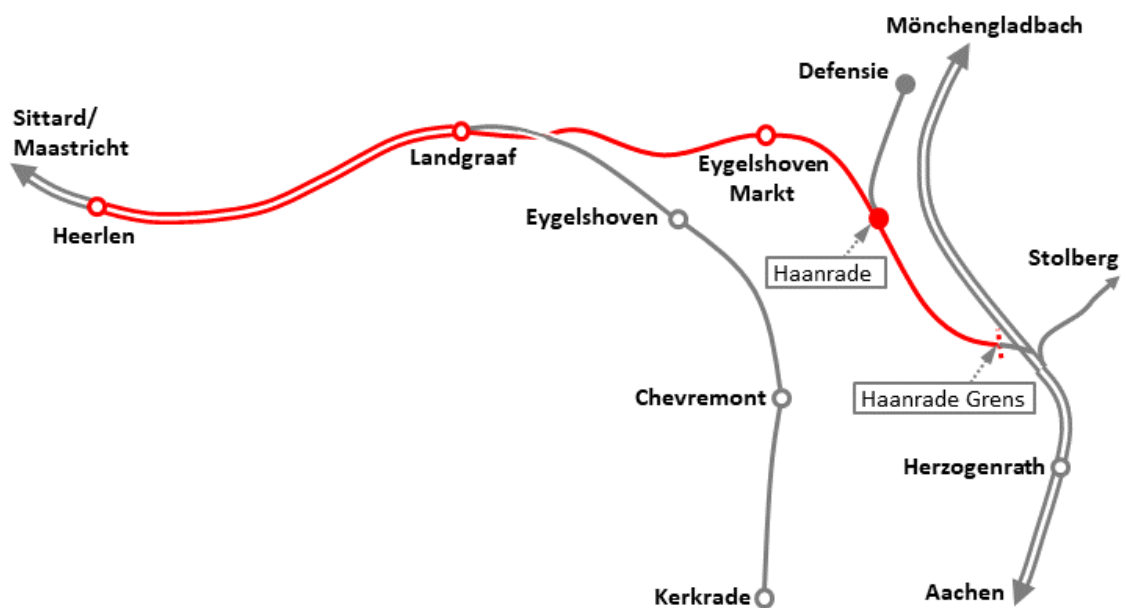 Mönchengladbach
Defensie
Sittard/
Maastricht
Landgraaf
Eygelshoven
Markt
Heerlen
Eygelshoven
Haanrade
Stolberg
Chevremont
Haanrade Grens
Herzogenrath
Aachen
Kerkrade